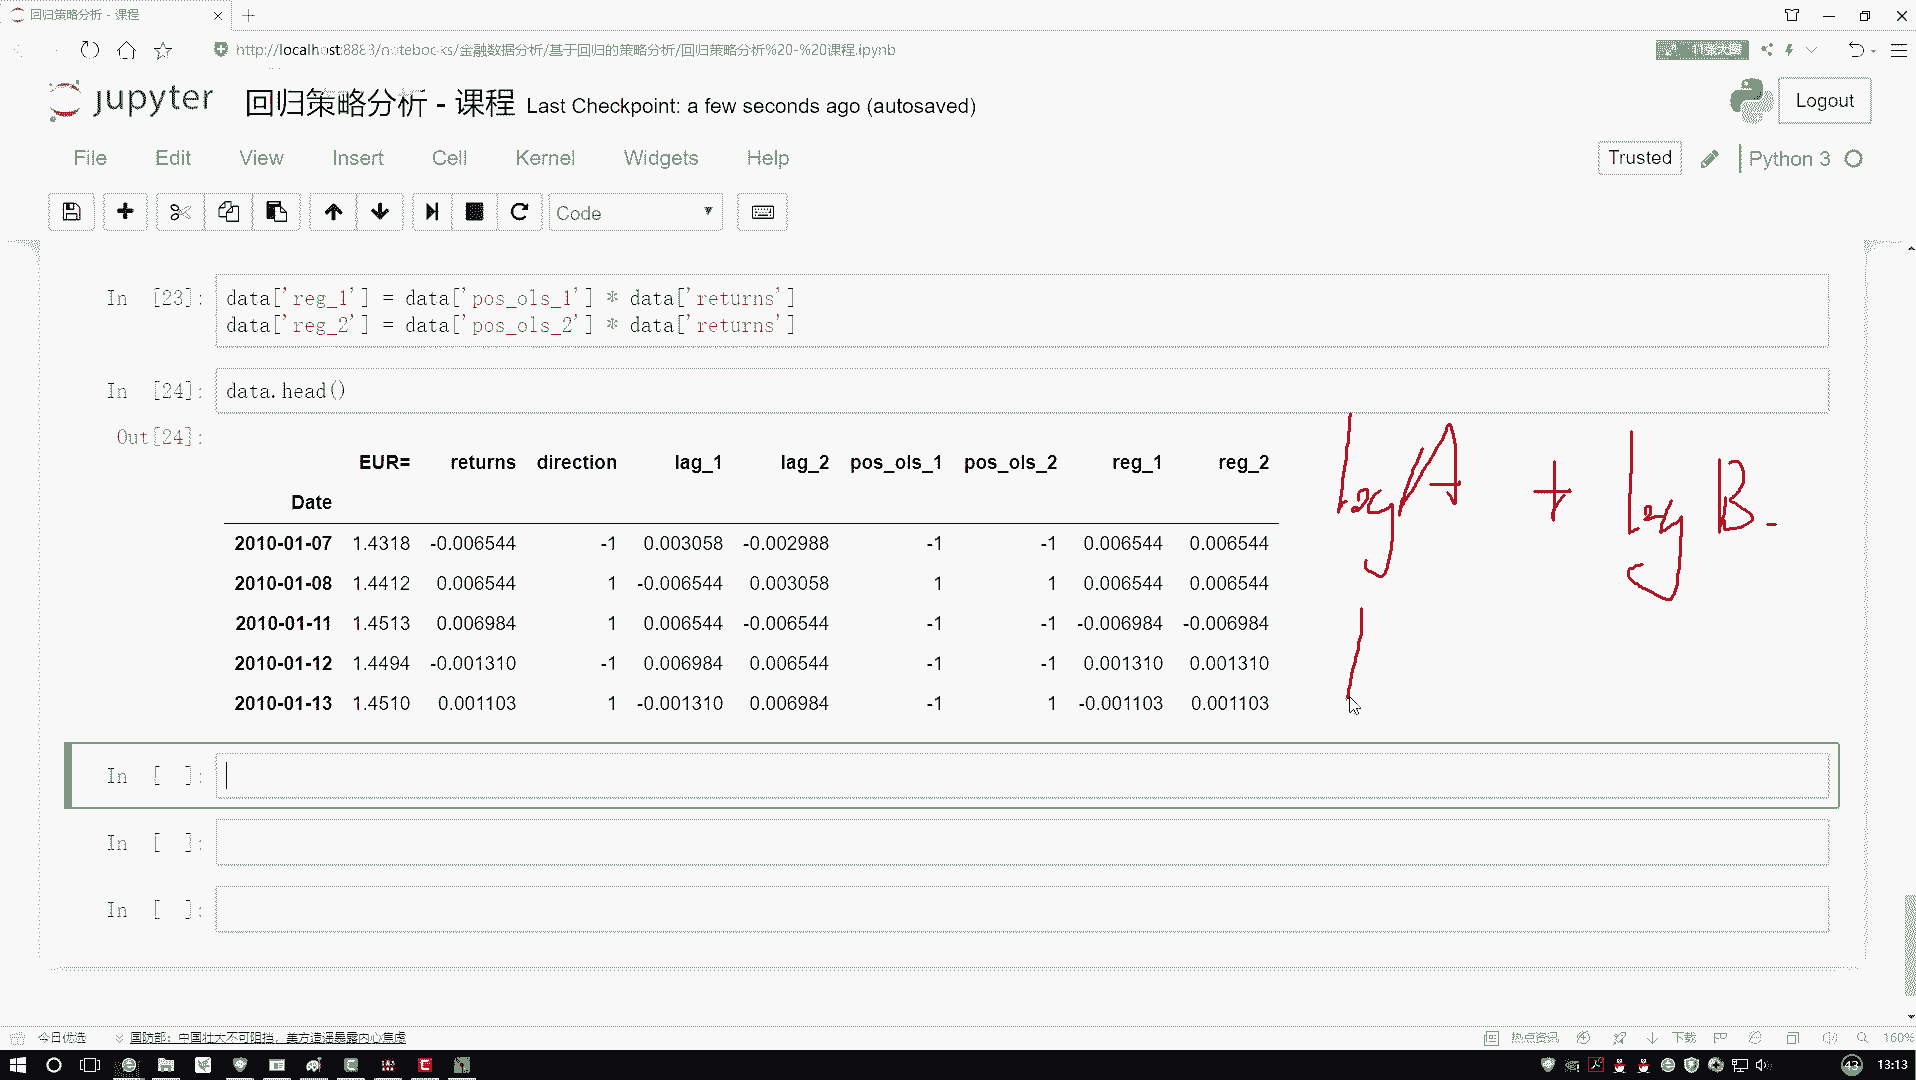 回归策略分析 - 课程
http://localhost:8883/notebooks/金融数据分析/基于回归的策略分析/回归策略分析%20-%20课程.ipynb
jupyter 回归策略分析 - 课程 Last Checkpoint: a few seconds ago (autosaved)
Logout
File Edit View Insert Cell Kernel Widgets Help
Trusted Python 3
Code
In [23]: data['reg_1'] = data['pos_ols_1'] * data['returns']
data['reg_2'] = data['pos_ols_2'] * data['returns']
In [24]: data.head()
Out[24]:
EUR= returns direction lag_1 lag_2 pos_ols_1 pos_ols_2 reg_1 reg_2
Date
2010-01-07 1.4318 -0.006544 -1 0.003058 -0.002988 -1 -1 0.006544 0.006544
2010-01-08 1.4412 0.006544 1 -0.006544 0.003058 1 1 0.006544 0.006544
2010-01-11 1.4513 0.006984 1 0.006544 -0.006544 -1 -1 -0.006984 -0.006984
2010-01-12 1.4494 -0.001310 -1 0.006984 0.006544 -1 -1 0.001310 0.001310
2010-01-13 1.4510 0.001103 1 -0.001310 0.006984 -1 1 -0.001103 0.001103
log A + log B
In [ ]:
In [ ]:
In [ ]:
今日优选 国防部：中国壮大不可阻挡，美方造谣暴露内心焦虑
热点资讯 下载 160%
43 13:13